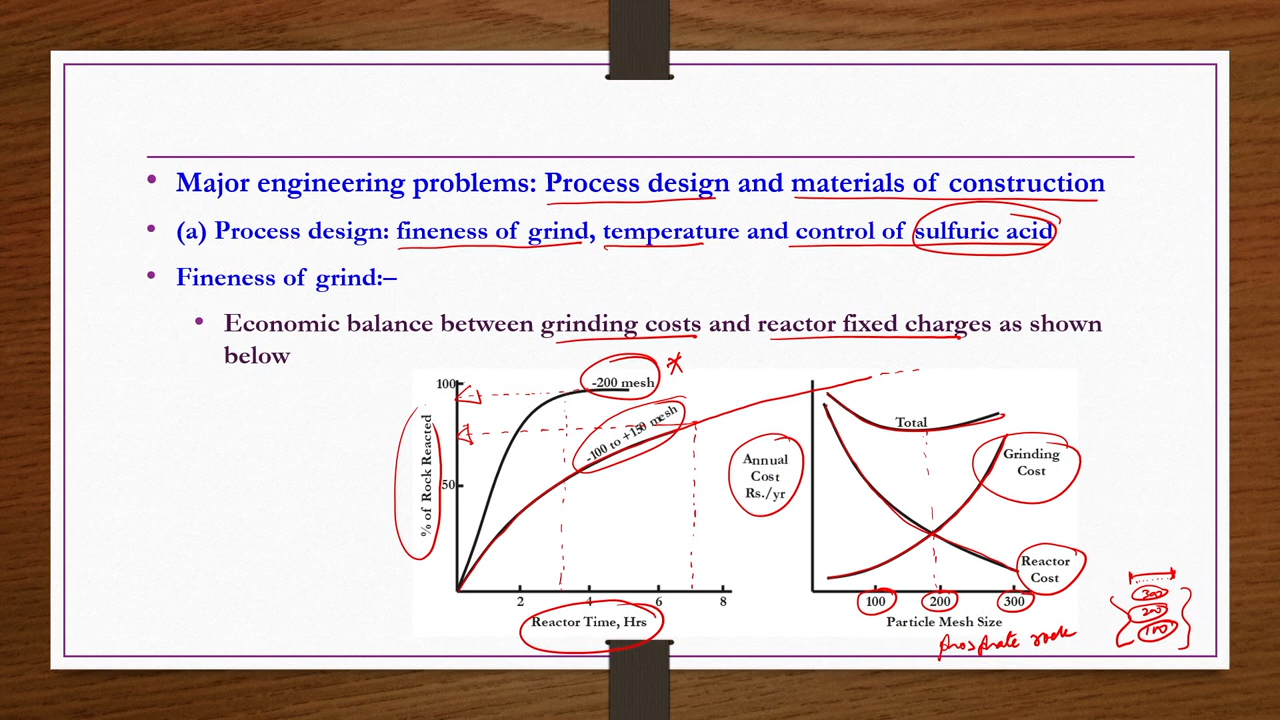 Major engineering problems: Process design and materials of construction
(a) Process design: fineness of grind, temperature and control of sulfuric acid
Fineness of grind:–
Economic balance between grinding costs and reactor fixed charges as shown
below
100
50
% of Rock Reacted
-200 mesh
-100 to +150 mesh
2 4 6 8
Reactor Time, Hrs
Annual
Cost
Rs./yr
Total
Grinding
Cost
Reactor
Cost
100 200 300
Particle Mesh Size
phosphate rock
300
200
100